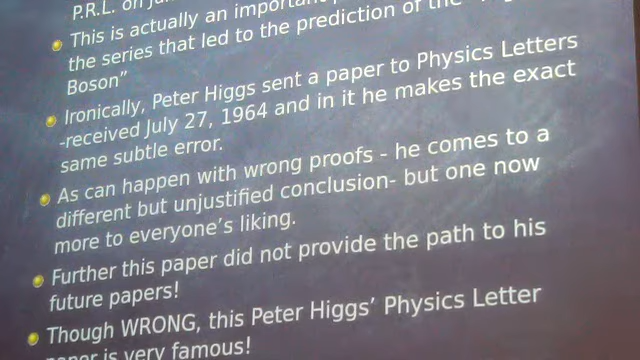 P.R.L. on
This is actually an important
the series that led to the prediction of the
Boson”
Ironically, Peter Higgs sent a paper to Physics Letters
-received July 27, 1964 and in it he makes the exact
same subtle error.
As can happen with wrong proofs - he comes to a
different but unjustified conclusion- but one now
more to everyone’s liking.
Further this paper did not provide the path to his
future papers!
Though WRONG, this Peter Higgs’ Physics Letter
paper is very famous!